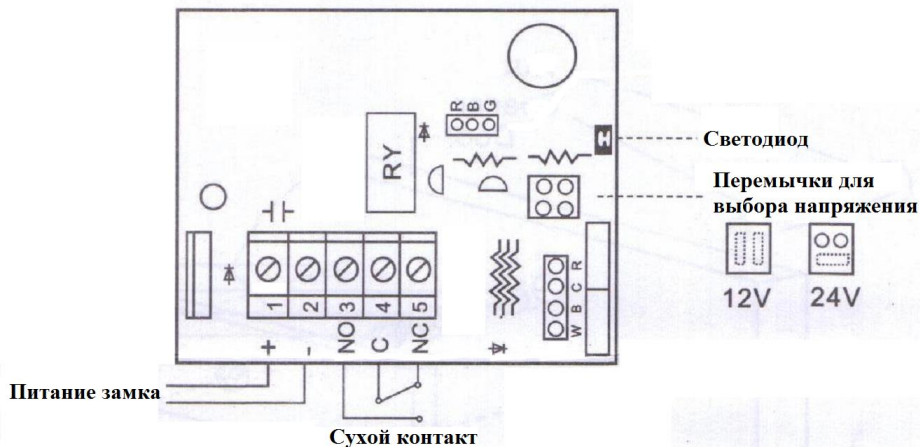 R B G
RY
Светодиод
Перемычки для
выбора напряжения
12V 24V
1 2 3 4 5
+ - NO C NC
W B C R
Питание замка
Сухой контакт